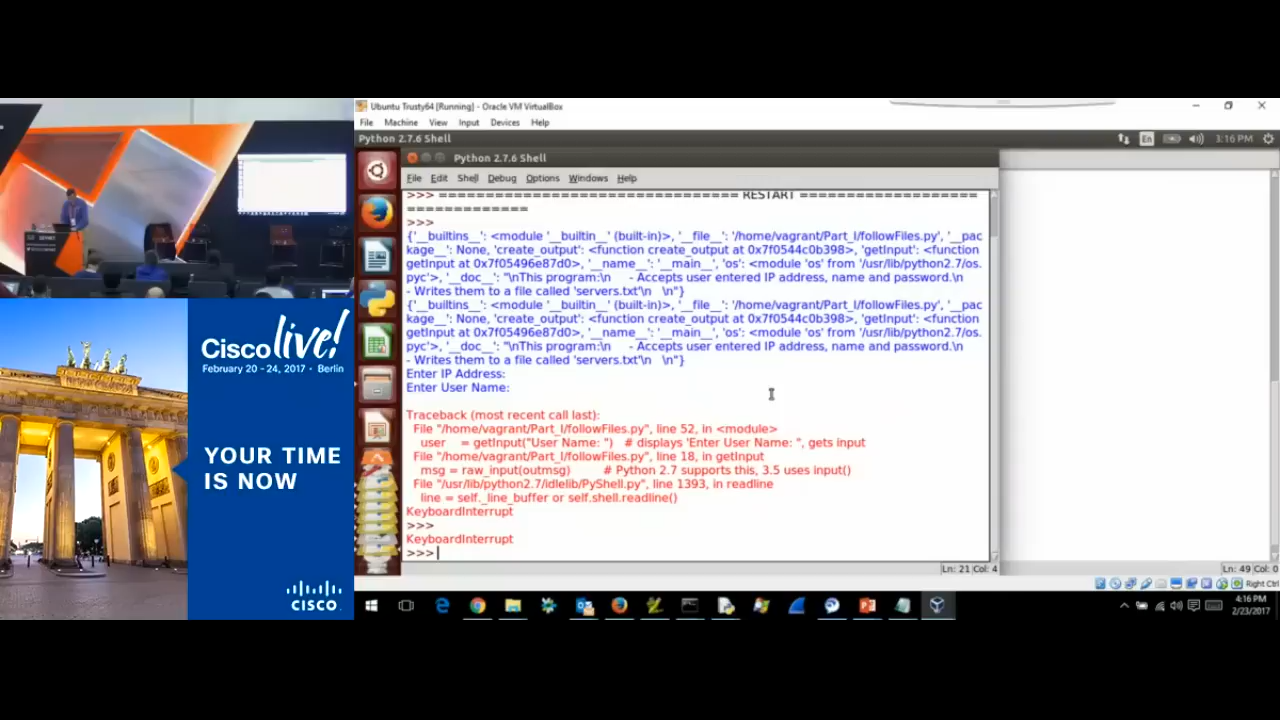 Ubuntu Trusty64 [Running] - Oracle VM VirtualBox
File Machine View Input Devices Help
Python 2.7.6 Shell
En
3:16 PM
Python 2.7.6 Shell
File Edit Shell Debug Options Windows Help
>>> ================================ RESTART ===================
=============
>>>
{'__builtins__': <module '__builtin__' (built-in)>, '__file__': '/home/vagrant/Part_I/followFiles.py', '__pac
kage__': None, 'create_output': <function create_output at 0x7f0544c0b398>, 'getInput': <function
getInput at 0x7f05496e87d0>, '__name__': '__main__', 'os': <module 'os' from '/usr/lib/python2.7/os.
pyc'>, '__doc__': "\nThis program:\n - Accepts user entered IP address, name and password.\n
- Writes them to a file called 'servers.txt'\n \n"}
{'__builtins__': <module '__builtin__' (built-in)>, '__file__': '/home/vagrant/Part_I/followFiles.py', '__pac
kage__': None, 'create_output': <function create_output at 0x7f0544c0b398>, 'getInput': <function
getInput at 0x7f05496e87d0>, '__name__': '__main__', 'os': <module 'os' from '/usr/lib/python2.7/os.
pyc'>, '__doc__': "\nThis program:\n - Accepts user entered IP address, name and password.\n
- Writes them to a file called 'servers.txt'\n \n"}
Enter IP Address:
Enter User Name:
Traceback (most recent call last):
File "/home/vagrant/Part_I/followFiles.py", line 52, in <module>
user = getInput("User Name: ") # displays 'Enter User Name: ", gets input
File "/home/vagrant/Part_I/followFiles.py", line 18, in getInput
msg = raw_input(outmsg) # Python 2.7 supports this, 3.5 uses input()
File "/usr/lib/python2.7/idlelib/PyShell.py", line 1393, in readline
line = self._line_buffer or self.shell.readline()
KeyboardInterrupt
>>>
KeyboardInterrupt
>>>
Ln: 21 Col: 4
Ln: 49 Col: 0
Right Ctrl
4:16 PM
2/23/2017
Cisco live!
February 20 - 24, 2017 • Berlin
YOUR TIME
IS NOW
CISCO